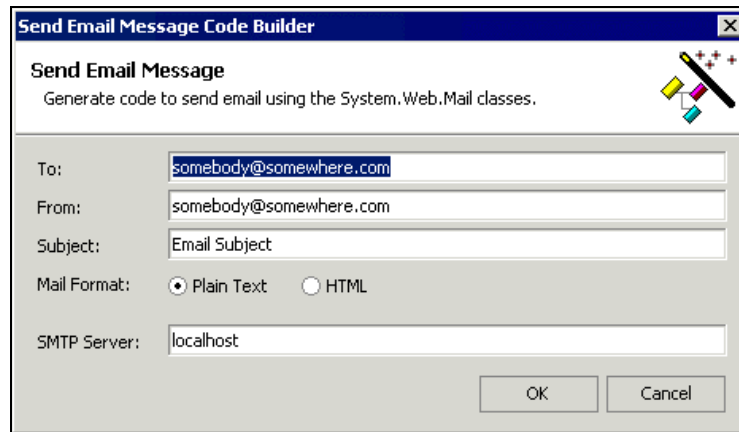 Send Email Message Code Builder
Send Email Message
Generate code to send email using the System.Web.Mail classes.
To: somebody@somewhere.com
From: somebody@somewhere.com
Subject: Email Subject
Mail Format: Plain Text HTML
SMTP Server: localhost
OK Cancel